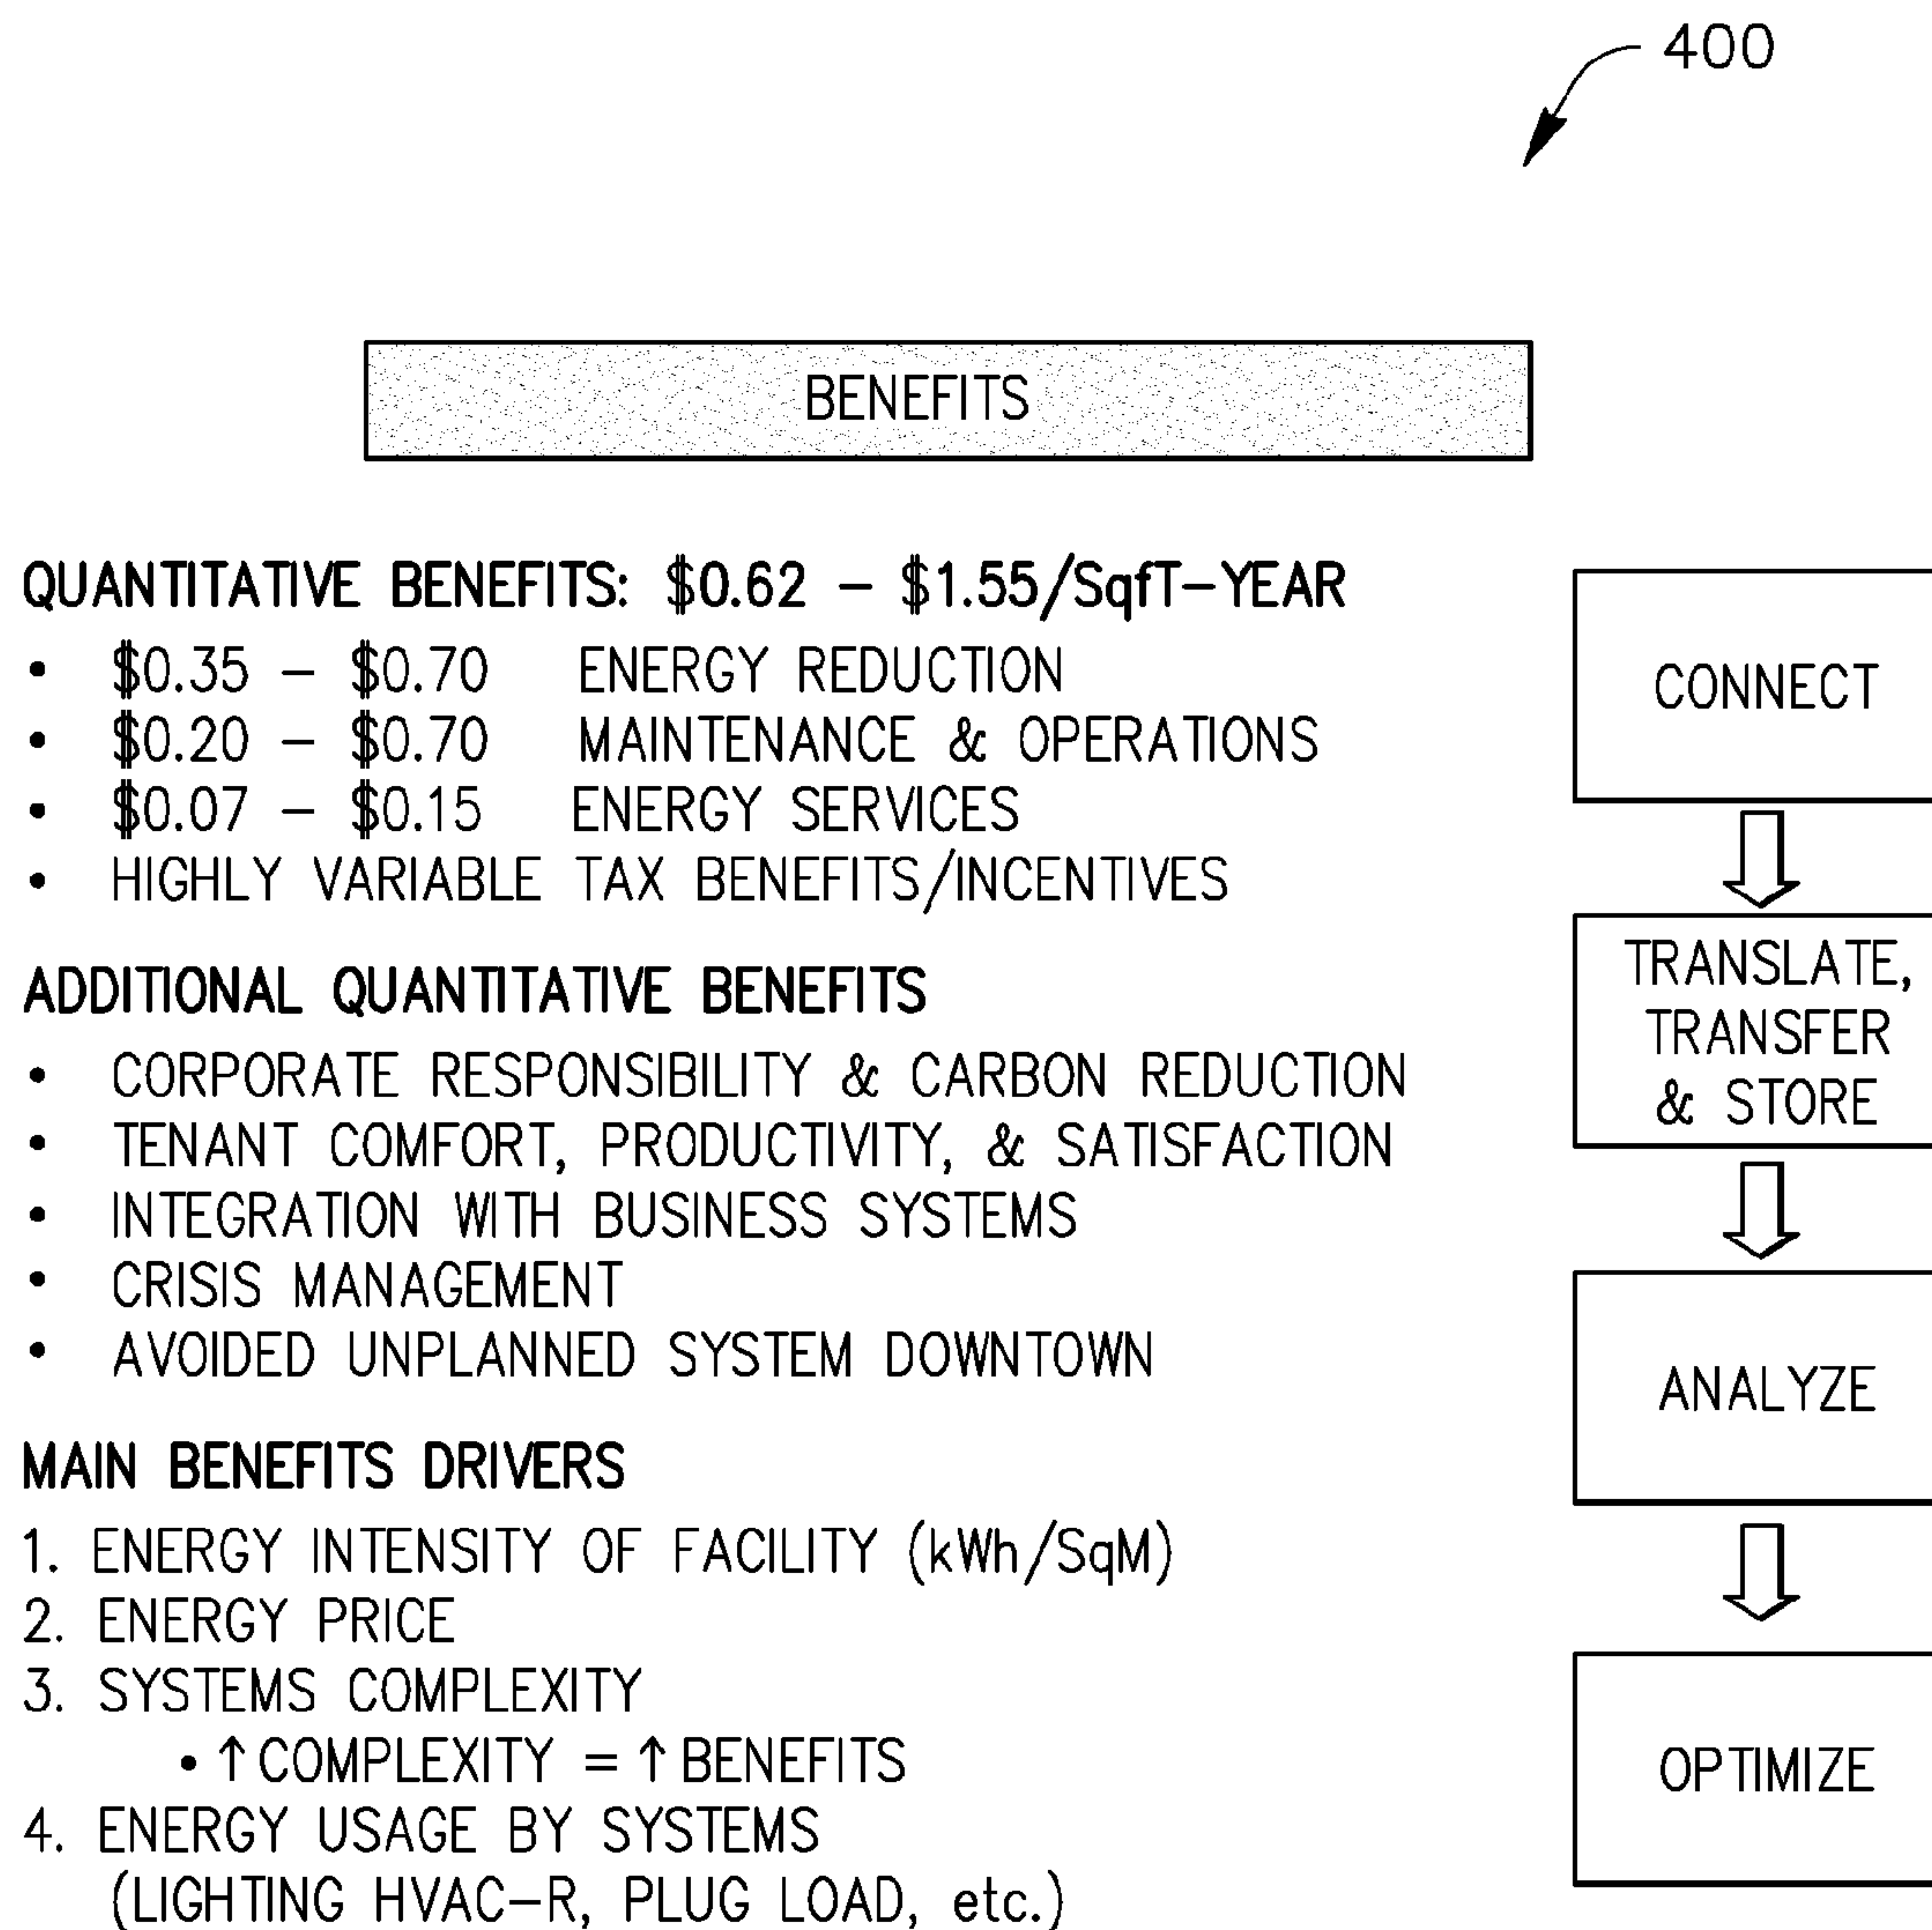 400
BENEFITS
QUANTITATIVE BENEFITS: $0.62 – $1.55/SqfT–YEAR
• $0.35 – $0.70 ENERGY REDUCTION
• $0.20 – $0.70 MAINTENANCE & OPERATIONS
• $0.07 – $0.15 ENERGY SERVICES
• HIGHLY VARIABLE TAX BENEFITS/INCENTIVES
ADDITIONAL QUANTITATIVE BENEFITS
• CORPORATE RESPONSIBILITY & CARBON REDUCTION
• TENANT COMFORT, PRODUCTIVITY, & SATISFACTION
• INTEGRATION WITH BUSINESS SYSTEMS
• CRISIS MANAGEMENT
• AVOIDED UNPLANNED SYSTEM DOWNTOWN
MAIN BENEFITS DRIVERS
1. ENERGY INTENSITY OF FACILITY (kWh/SqM)
2. ENERGY PRICE
3. SYSTEMS COMPLEXITY
• ↑ COMPLEXITY = ↑ BENEFITS
4. ENERGY USAGE BY SYSTEMS
(LIGHTING HVAC–R, PLUG LOAD, etc.)
CONNECT
TRANSLATE,
TRANSFER
& STORE
ANALYZE
OPTIMIZE